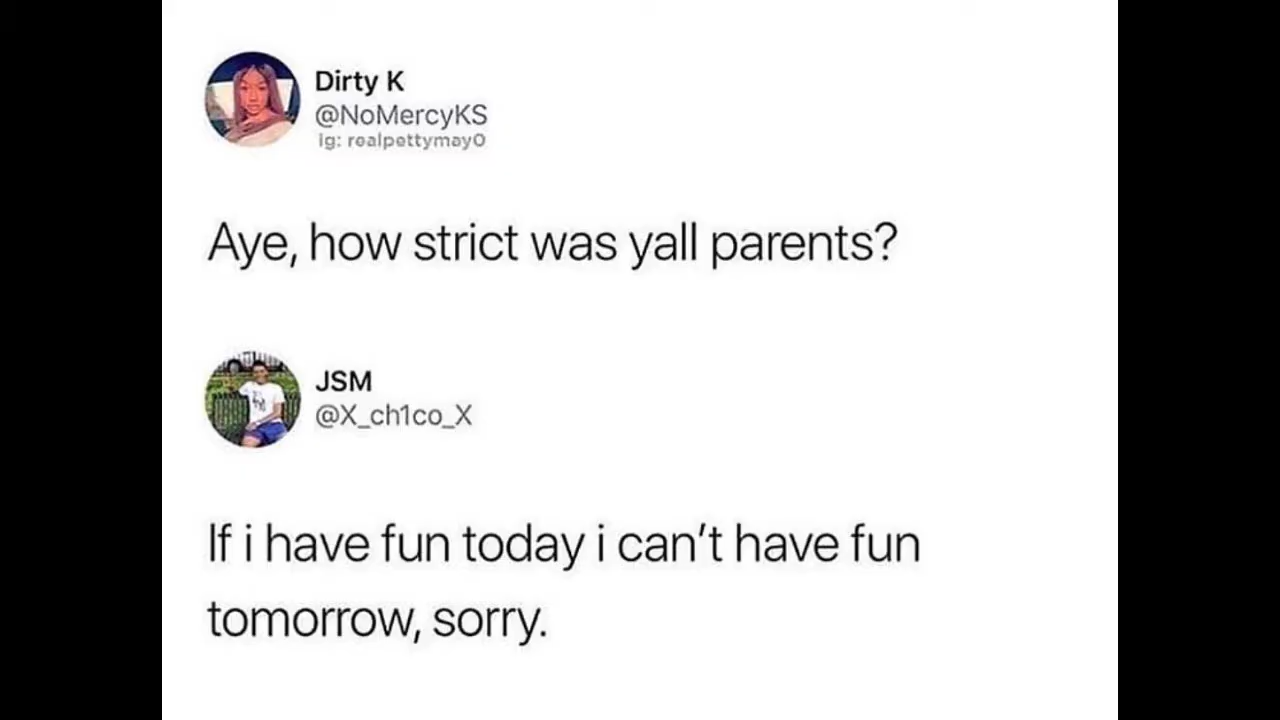 Dirty K
@NoMercyKS
ig: realpettymayo
Aye, how strict was yall parents?
JSM
@X_ch1co_X
If i have fun today i can't have fun
tomorrow, sorry.